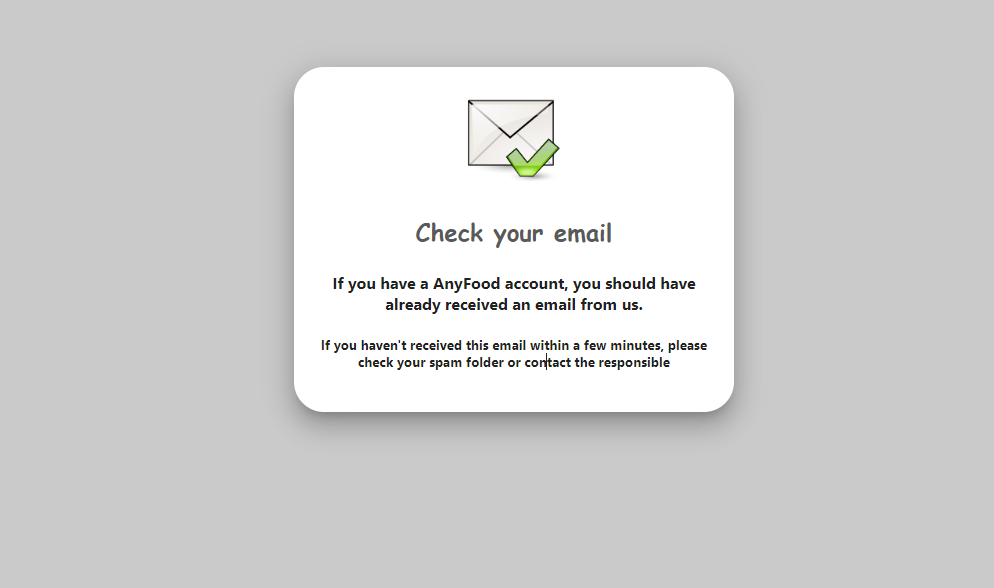 Check your email
If you have a AnyFood account, you should have
already received an email from us.
If you haven't received this email within a few minutes, please
check your spam folder or contact the responsible